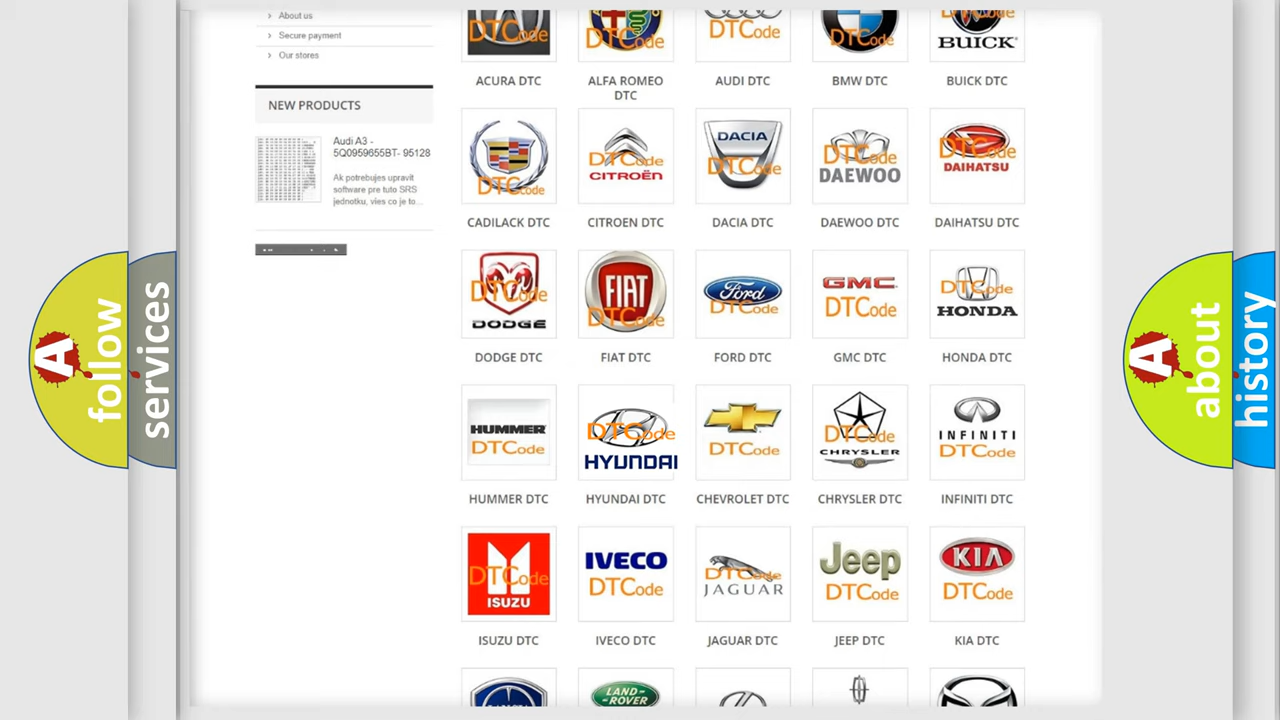 About us
Secure payment
Our stores
NEW PRODUCTS
Audi A3 -
5Q0959655BT- 95128
Ak potrebujes upravit
software pre tuto SRS
jednotku, vies co je to...
A
follow
services
A
about
history
DTCode
DTCode
DTCode
DTCode
BUICK
ACURA DTC
ALFA ROMEO
DTC
AUDI DTC
BMW DTC
BUICK DTC
DTCode
DTCode
CITROËN
DACIA
DTCode
DTCode
DAEWOO
DTCode
DAIHATSU
CADILACK DTC
CITROEN DTC
DACIA DTC
DAEWOO DTC
DAIHATSU DTC
DTCode
DODGE
FIAT
DTCode
Ford
DTCode
GMC
DTCode
DTCode
HONDA
DODGE DTC
FIAT DTC
FORD DTC
GMC DTC
HONDA DTC
HUMMER
DTCode
DTCode
HYUNDAI
DTCode
DTCode
CHRYSLER
INFINITI
DTCode
HUMMER DTC
HYUNDAI DTC
CHEVROLET DTC
CHRYSLER DTC
INFINITI DTC
DTCode
ISUZU
IVECO
DTCode
DTCode
JAGUAR
Jeep
DTCode
KIA
DTCode
ISUZU DTC
IVECO DTC
JAGUAR DTC
JEEP DTC
KIA DTC
LAND-
ROVER